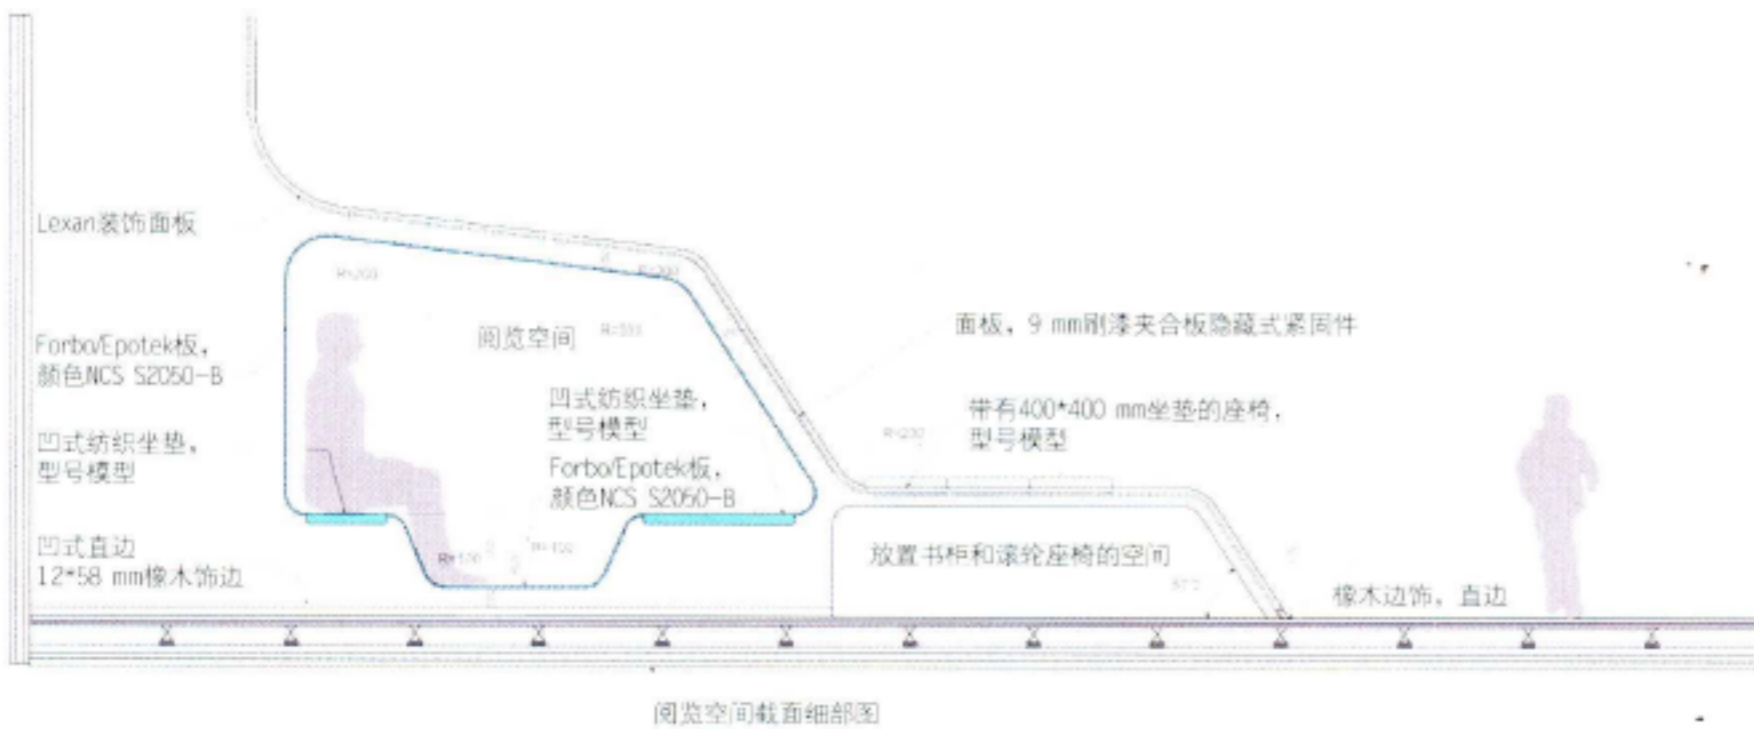 Lexan装饰面板
Forbo/Epotek板，
颜色NCS S2050-B
凹式纺织坐垫，
型号模型
凹式直边
12*58 mm橡木饰边
R=200
R=200
阅览空间
凹式纺织坐垫，
型号模型
Forbo/Epotek板，
颜色NCS S2050-B
R=100
R=100
面板，9 mm刷漆夹合板隐藏式紧固件
带有400*400 mm坐垫的座椅，
型号模型
R=200
放置书柜和滚轮座椅的空间
橡木边饰，直边
阅览空间截面细部图